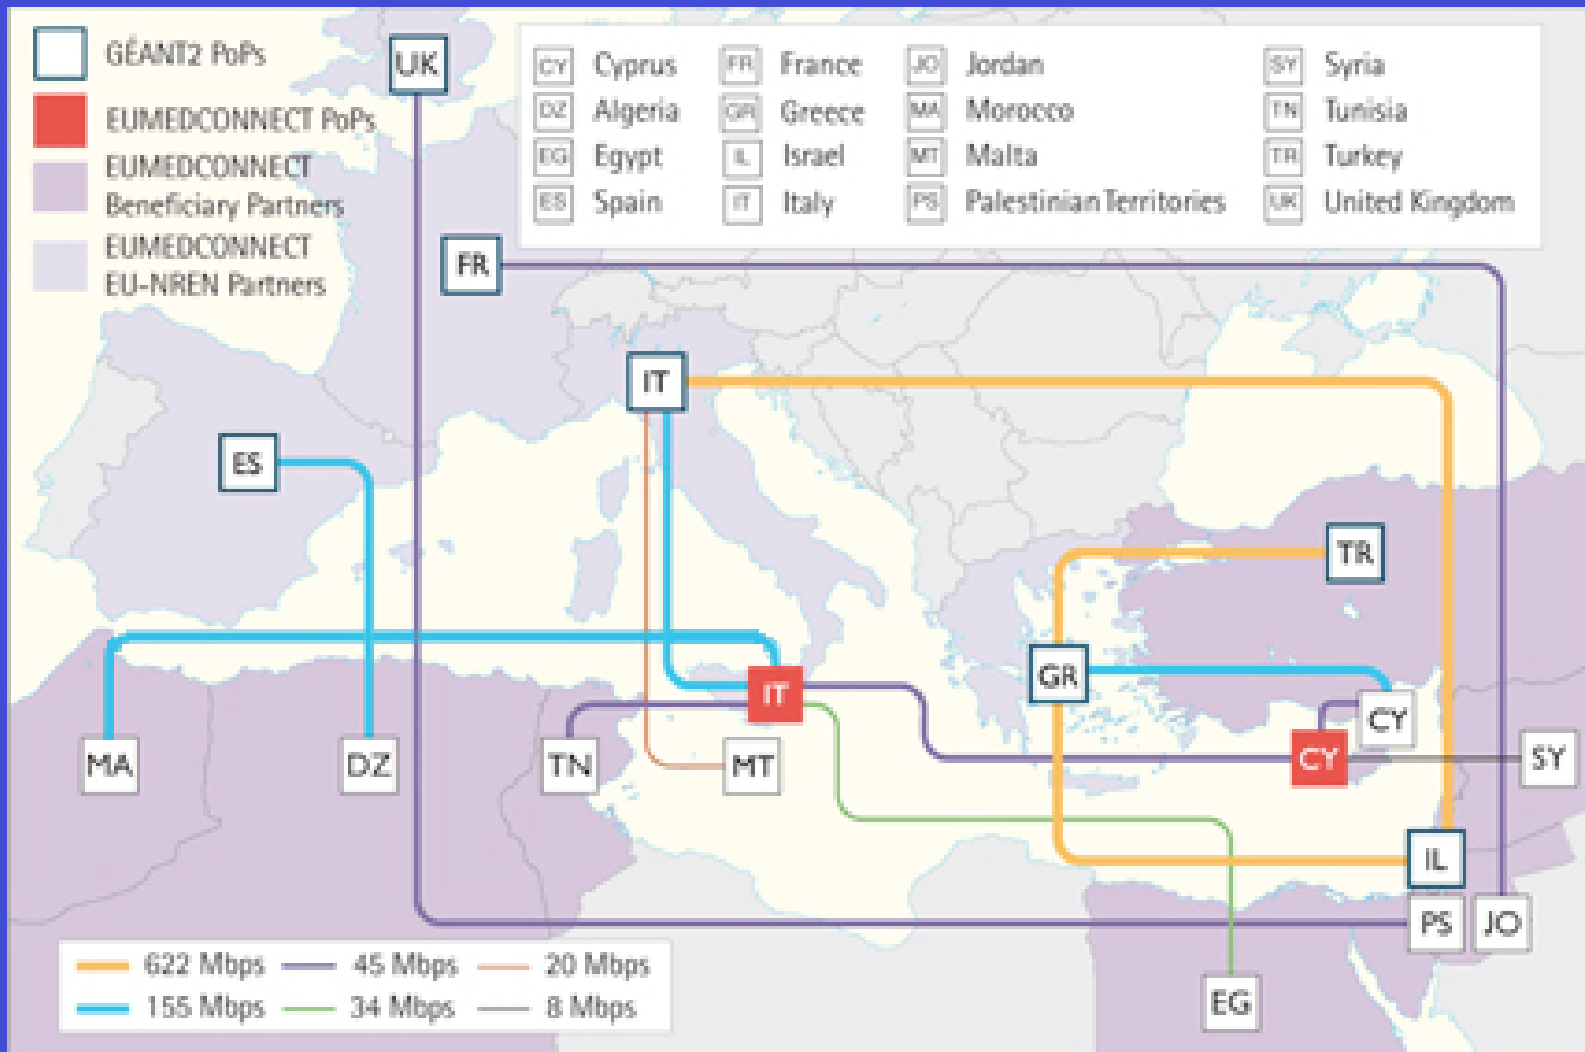 GÉANT2 PoPs
EUMEDCONNECT PoPs
EUMEDCONNECT
Beneficiary Partners
EUMEDCONNECT
EU-NREN Partners
CY Cyprus FR France JO Jordan SY Syria
DZ Algeria GR Greece MA Morocco TN Tunisia
EG Egypt IL Israel MT Malta TR Turkey
ES Spain IT Italy PS Palestinian Territories UK United Kingdom
UK
FR
IT
ES
TR
GR
IT
CY
MA
DZ
TN
MT
CY
SY
IL
PS
JO
EG
622 Mbps 45 Mbps 20 Mbps
155 Mbps 34 Mbps 8 Mbps